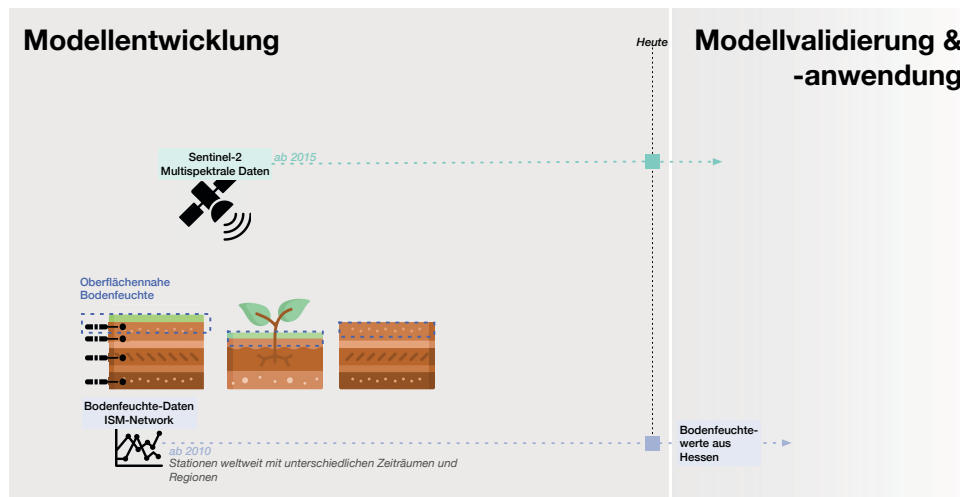 Modellentwicklung
Heute
Modellvalidierung &
-anwendung
Sentinel-2
Multispektrale Daten
ab 2015
Oberflächennahe
Bodenfeuchte
Bodenfeuchte-Daten
ISM-Network
ab 2010
Stationen weltweit mit unterschiedlichen Zeiträumen und
Regionen
Bodenfeuchte-
werte aus
Hessen